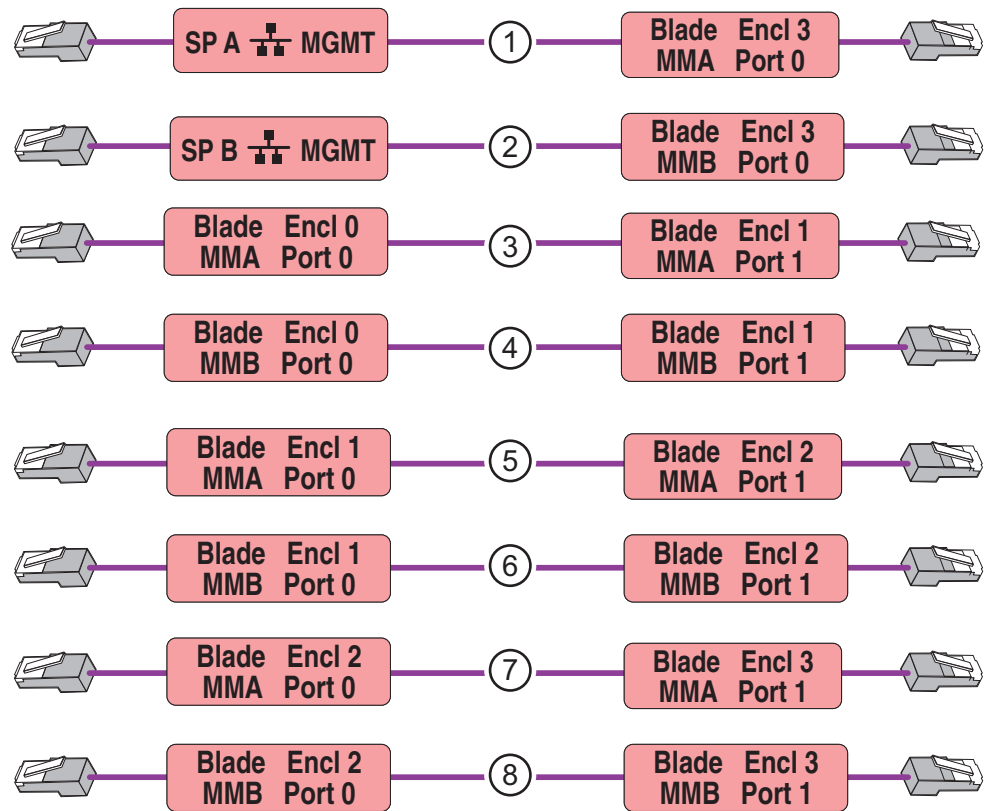 SP A MGMT
1
Blade Encl 3
MMA Port 0
SP B MGMT
2
Blade Encl 3
MMB Port 0
Blade Encl 0
MMA Port 0
3
Blade Encl 1
MMA Port 1
Blade Encl 0
MMB Port 0
4
Blade Encl 1
MMB Port 1
Blade Encl 1
MMA Port 0
5
Blade Encl 2
MMA Port 1
Blade Encl 1
MMB Port 0
6
Blade Encl 2
MMB Port 1
Blade Encl 2
MMA Port 0
7
Blade Encl 3
MMA Port 1
Blade Encl 2
MMB Port 0
8
Blade Encl 3
MMB Port 1